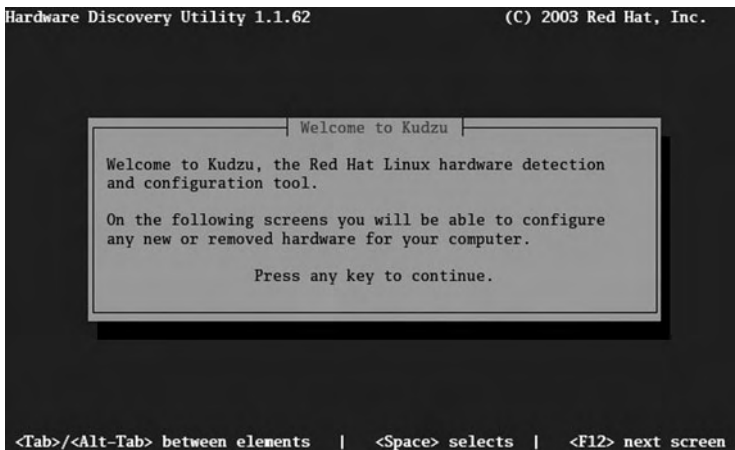 Hardware Discovery Utility 1.1.62 (C) 2003 Red Hat, Inc.
Welcome to Kudzu
Welcome to Kudzu, the Red Hat Linux hardware detection
and configuration tool.
On the following screens you will be able to configure
any new or removed hardware for your computer.
Press any key to continue.
<Tab>/<Alt-Tab> between elements | <Space> selects | <F12> next screen